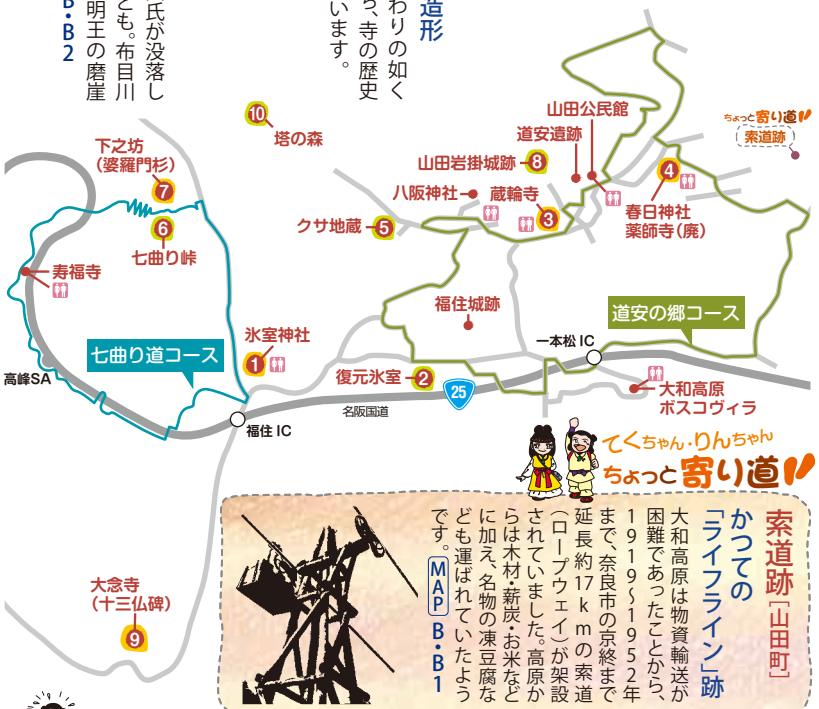 造形
わりの如く
ら、寺の歴史
います。
氏が没落し
とも。布目川
明王の磨崖
B・B2
10
塔の森
下之坊
（婆羅門杉）
7
6
七曲り峠
寿福寺
高峰SA
七曲り道コース
氷室神社
1
福住 IC
復元氷室
2
25
名阪国道
クサ地蔵
5
八阪神社
蔵輪寺
3
山田岩掛城跡
8
道安遺跡
山田公民館
4
春日神社
薬師寺（廃）
ちょっと寄り道!!
索道跡
福住城跡
一本松 IC
道安の郷コース
大和高原
ボスコヴィラ
大念寺
（十三仏碑）
9
てくちゃん・りんちゃん
ちょっと寄り道!!
索道跡［山田町］
かつての
「ライフライン」跡
大和高原は物資輸送が
困難であったことから、
1919〜1952年
まで、奈良市の京終まで
延長約17kmの索道
（ロープウェイ）が架設
されていました。高原か
らは木材・薪炭・お米など
に加え、名物の凍豆腐な
ども運ばれていたよう
です。MAP B・B1